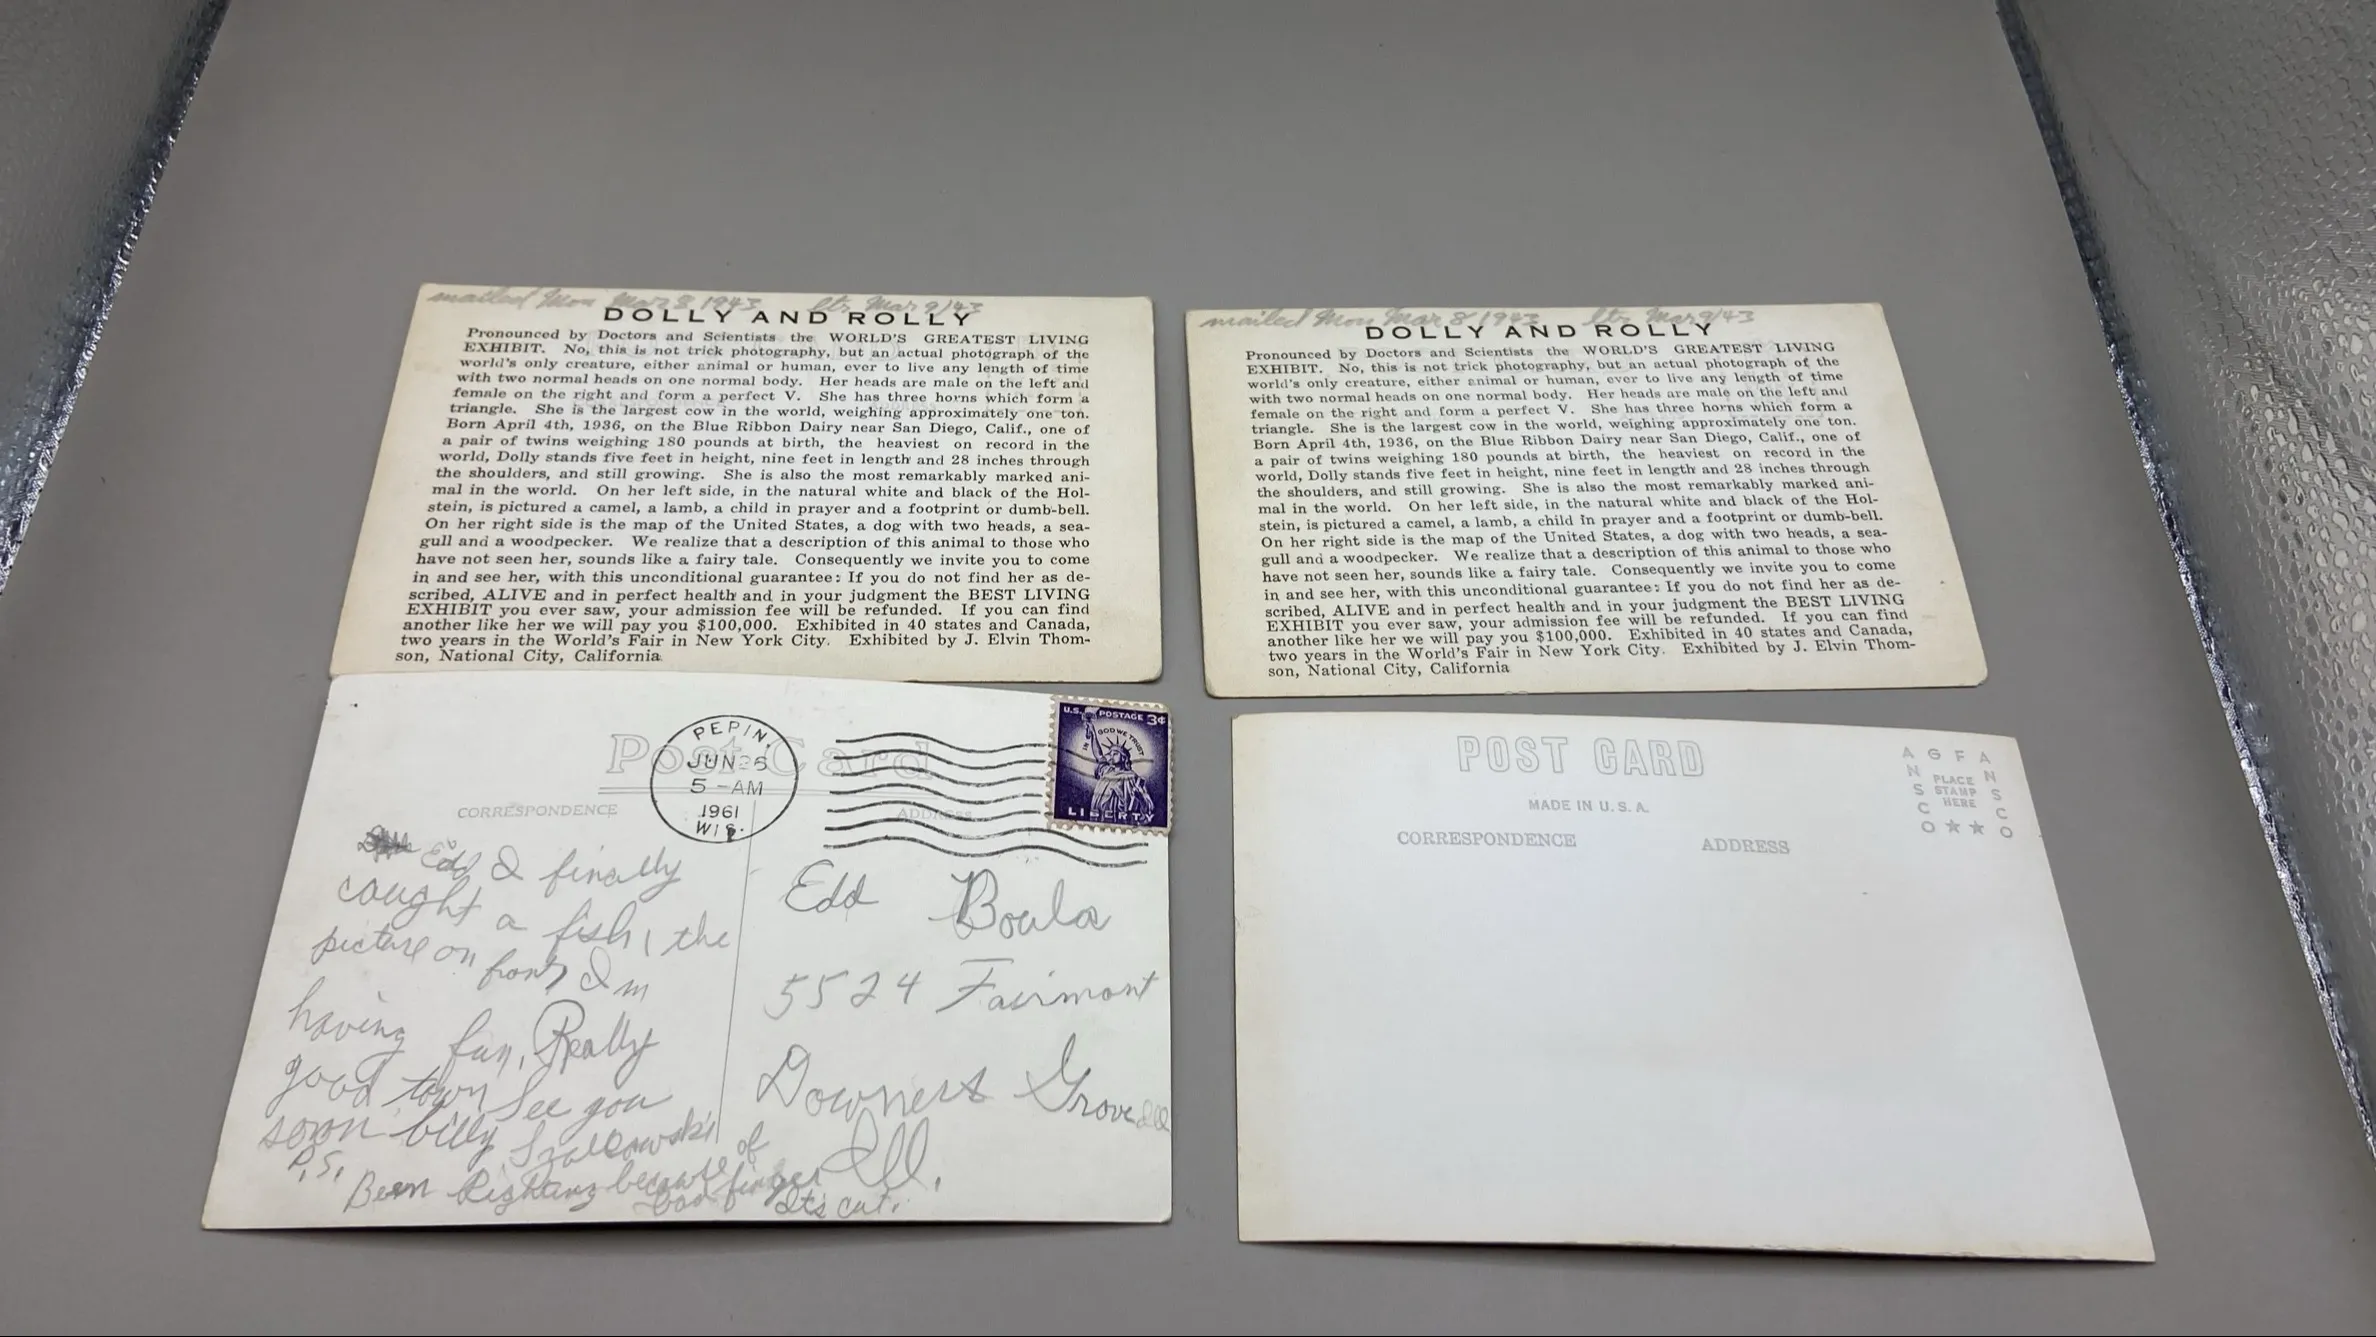 mailed Mon Mar 8 1943 ltr Mar 9/43
DOLLY AND ROLLY
Pronounced by Doctors and Scientists the WORLD'S GREATEST LIVING
EXHIBIT. No, this is not trick photography, but an actual photograph of the
world's only creature, either animal or human, ever to live any length of time
with two normal heads on one normal body. Her heads are male on the left and
female on the right and form a perfect V. She has three horns which form a
triangle. She is the largest cow in the world, weighing approximately one ton.
Born April 4th, 1936, on the Blue Ribbon Dairy near San Diego, Calif., one of
a pair of twins weighing 180 pounds at birth, the heaviest on record in the
world, Dolly stands five feet in height, nine feet in length and 28 inches through
the shoulders, and still growing. She is also the most remarkably marked ani-
mal in the world. On her left side, in the natural white and black of the Hol-
stein, is pictured a camel, a lamb, a child in prayer and a footprint or dumb-bell.
On her right side is the map of the United States, a dog with two heads, a sea-
gull and a woodpecker. We realize that a description of this animal to those who
have not seen her, sounds like a fairy tale. Consequently we invite you to come
in and see her, with this unconditional guarantee: If you do not find her as de-
scribed, ALIVE and in perfect health and in your judgment the BEST LIVING
EXHIBIT you ever saw, your admission fee will be refunded. If you can find
another like her we will pay you $100,000. Exhibited in 40 states and Canada,
two years in the World's Fair in New York City. Exhibited by J. Elvin Thom-
son, National City, California
mailed Mon Mar 8 1943 ltr Mar 9/43
DOLLY AND ROLLY
Pronounced by Doctors and Scientists the WORLD'S GREATEST LIVING
EXHIBIT. No, this is not trick photography, but an actual photograph of the
world's only creature, either animal or human, ever to live any length of time
with two normal heads on one normal body. Her heads are male on the left and
female on the right and form a perfect V. She has three horns which form a
triangle. She is the largest cow in the world, weighing approximately one ton.
Born April 4th, 1936, on the Blue Ribbon Dairy near San Diego, Calif., one of
a pair of twins weighing 180 pounds at birth, the heaviest on record in the
world, Dolly stands five feet in height, nine feet in length and 28 inches through
the shoulders, and still growing. She is also the most remarkably marked ani-
mal in the world. On her left side, in the natural white and black of the Hol-
stein, is pictured a camel, a lamb, a child in prayer and a footprint or dumb-bell.
On her right side is the map of the United States, a dog with two heads, a sea-
gull and a woodpecker. We realize that a description of this animal to those who
have not seen her, sounds like a fairy tale. Consequently we invite you to come
in and see her, with this unconditional guarantee: If you do not find her as de-
scribed, ALIVE and in perfect health and in your judgment the BEST LIVING
EXHIBIT you ever saw, your admission fee will be refunded. If you can find
another like her we will pay you $100,000. Exhibited in 40 states and Canada,
two years in the World's Fair in New York City. Exhibited by J. Elvin Thom-
son, National City, California
Post Card
CORRESPONDENCE
ADDRESS
PEPIN,
JUN 26
5-AM
1961
WIS.
U.S. POSTAGE 3¢
IN GOD WE TRUST
LIBERTY
Edd I finally
caught a fish, the
picture on front, I m
having fun, Really
good town See you
soon billy
P.S.
because of
bad finger
Its cut.
Edd Boula
5524 Fairmont
Downers Grove Ill
Ill.
POST CARD
MADE IN U.S.A.
CORRESPONDENCE
ADDRESS
AGFA
ANSCO
ANSCO
PLACE
STAMP
HERE